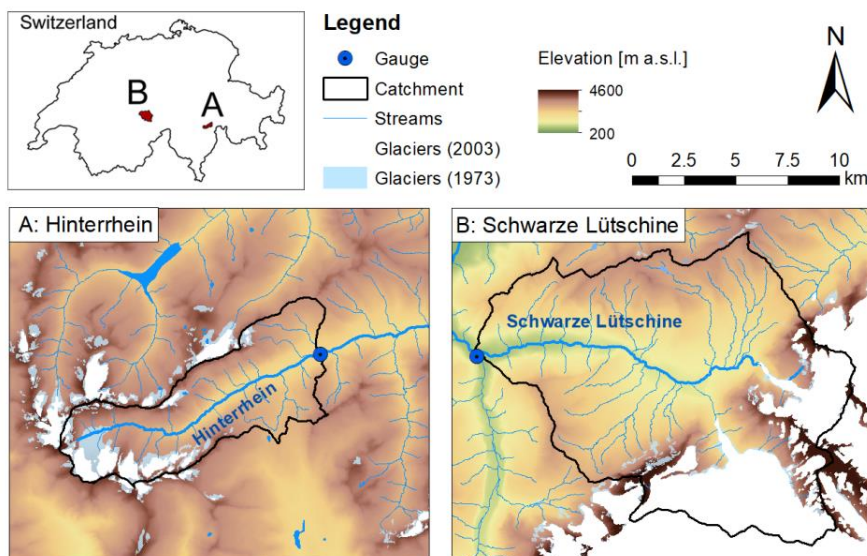 Switzerland
B
A
Legend
Gauge
Catchment
Streams
Glaciers (2003)
Glaciers (1973)
Elevation [m a.s.l.]
4600
200
N
0 2.5 5 7.5 10
km
A: Hinterrhein
Hinterrhein
B: Schwarze Lütschine
Schwarze Lütschine